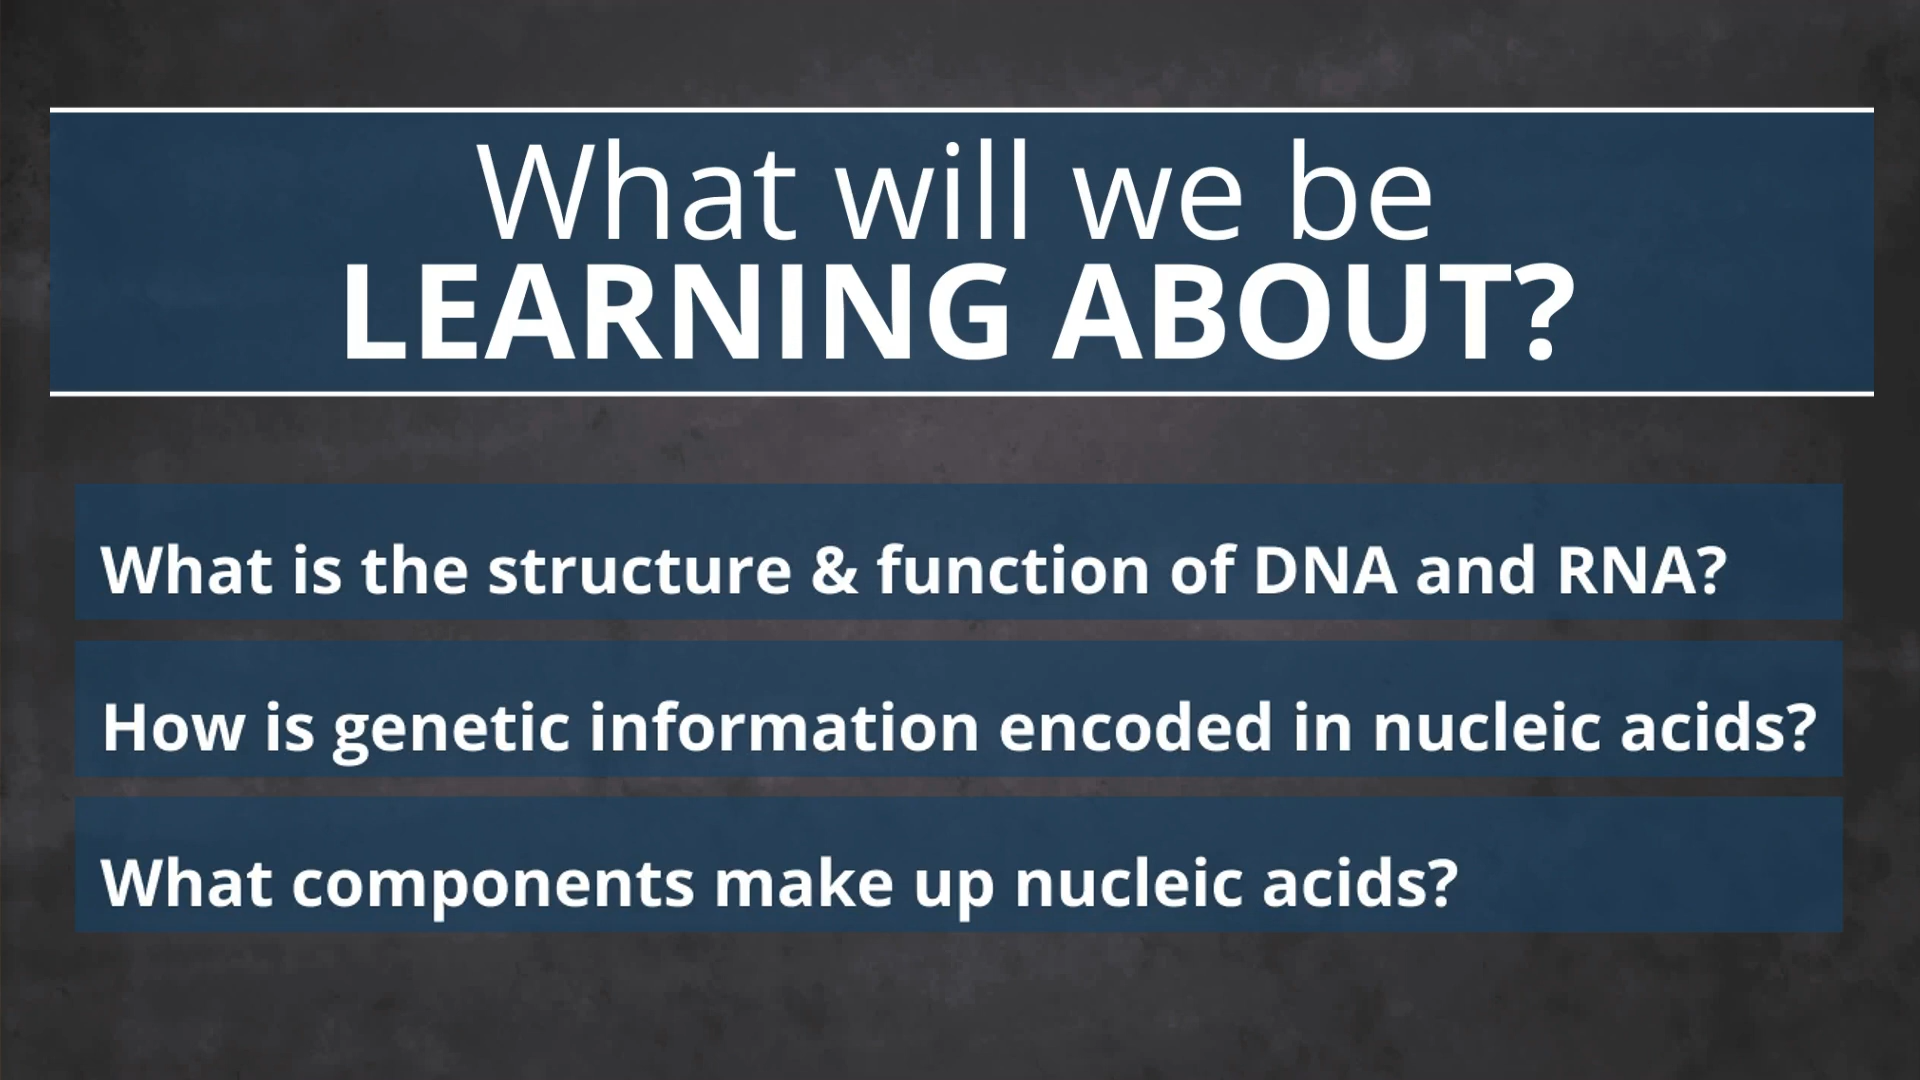 What will we be
LEARNING ABOUT?
What is the structure & function of DNA and RNA?
How is genetic information encoded in nucleic acids?
What components make up nucleic acids?